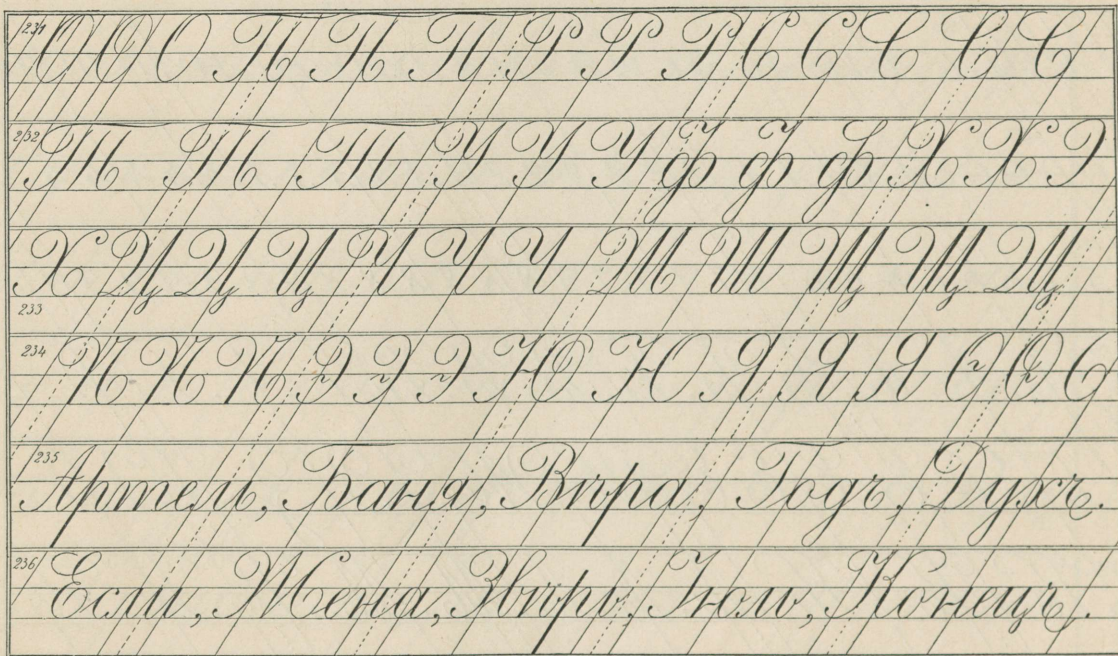 231 О О О П П П Р Р Р С С С С С
232 Т Т Т У У У Ф Ф Ф Х Х Э
Х Ц Ц Ц Ч Ч Ч Ш Ш Щ Щ Щ
233
234 Ѣ Ѣ Ѣ Э Э Э Ю Ю Я Я Я Ѳ Ѳ Ѳ
235 Артель, Баня, Вѣра, Годъ, Духъ.
236 Если, Жена, Звѣрь, Іюль, Конецъ.